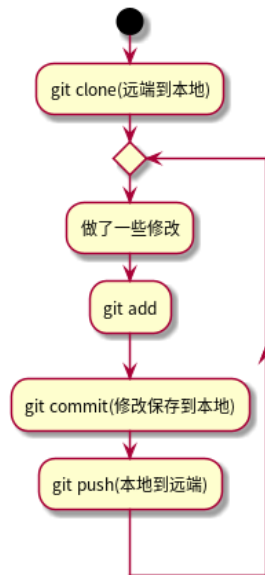 git clone(远端到本地)
做了一些修改
git add
git commit(修改保存到本地)
git push(本地到远端)